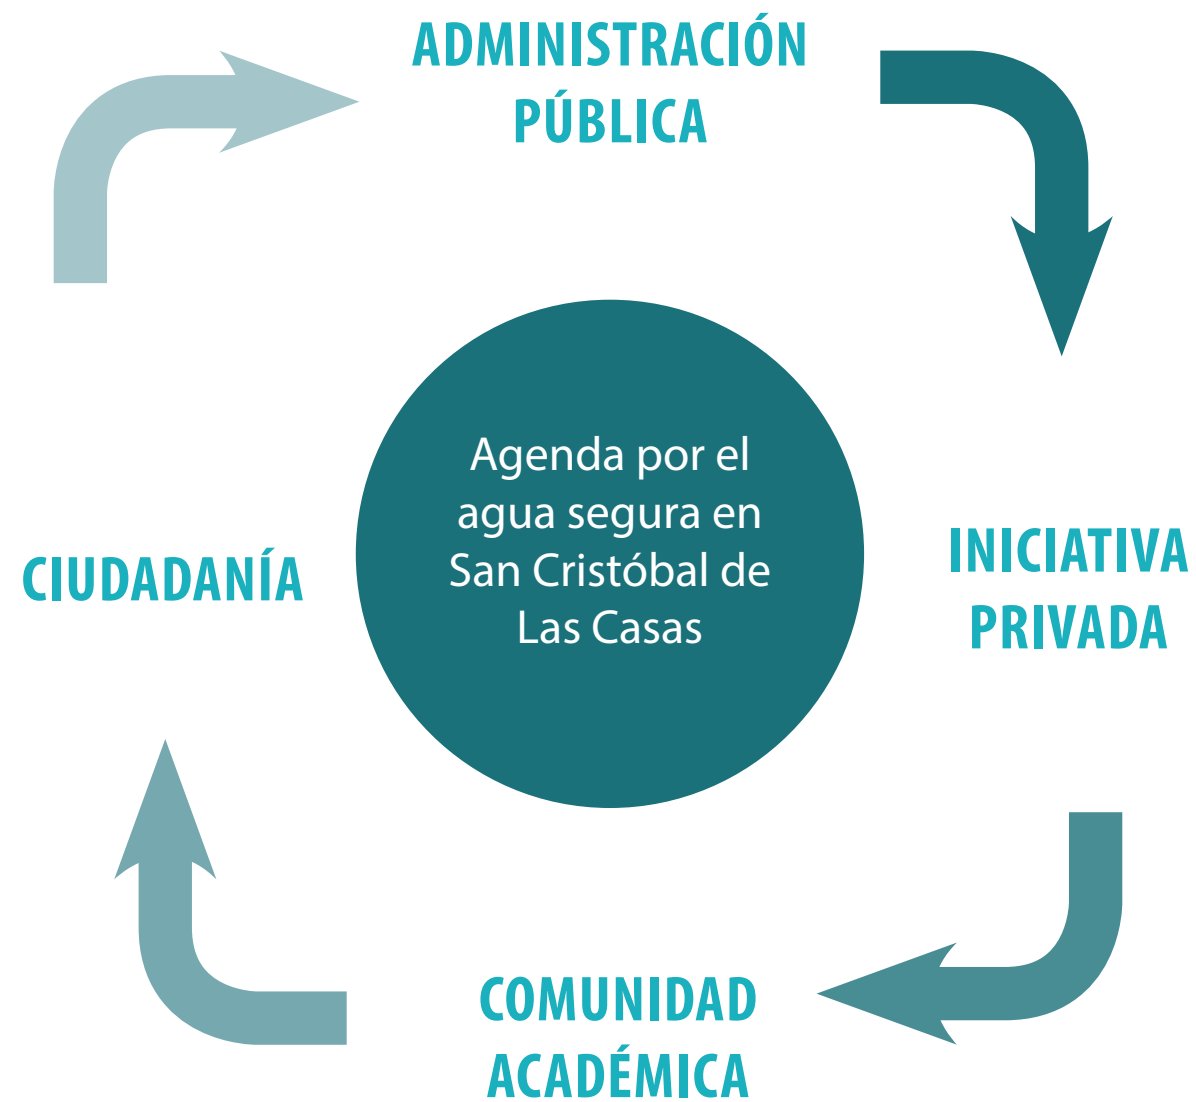 ADMINISTRACIÓN
PÚBLICA
Agenda por el
agua segura en
San Cristóbal de
Las Casas
CIUDADANÍA
INICIATIVA
PRIVADA
COMUNIDAD
ACADÉMICA